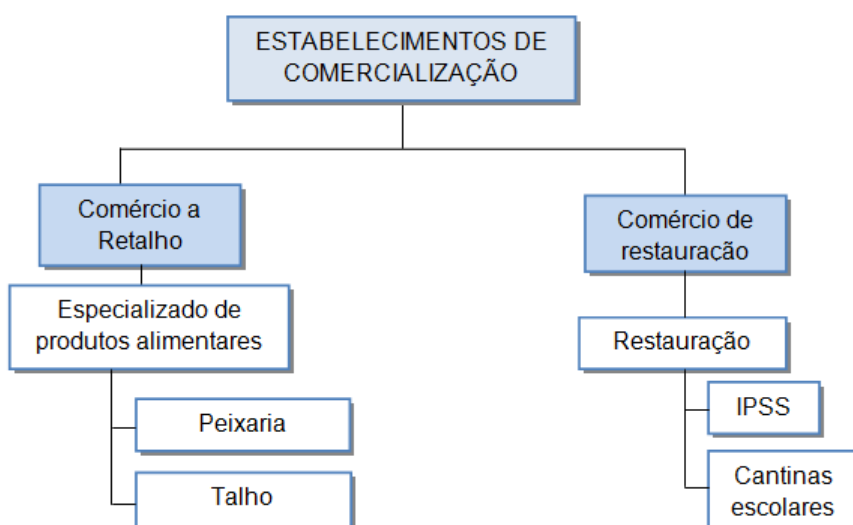 ESTABELECIMENTOS DE
COMERCIALIZAÇÃO
Comércio a
Retalho
Comércio de
restauração
Especializado de
produtos alimentares
Restauração
Peixaria
IPSS
Talho
Cantinas
escolares